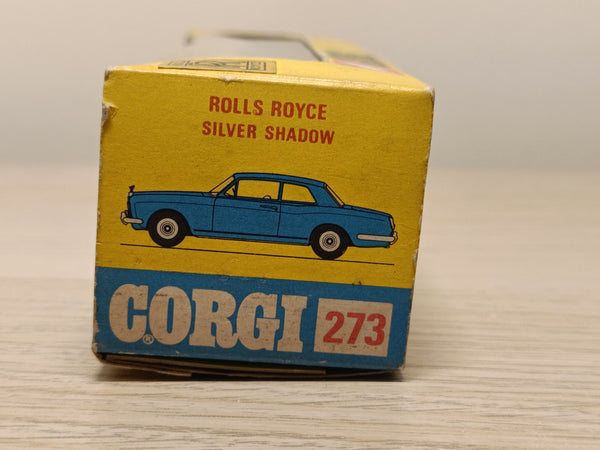 ROLLS ROYCE
SILVER SHADOW
CORGI®
273